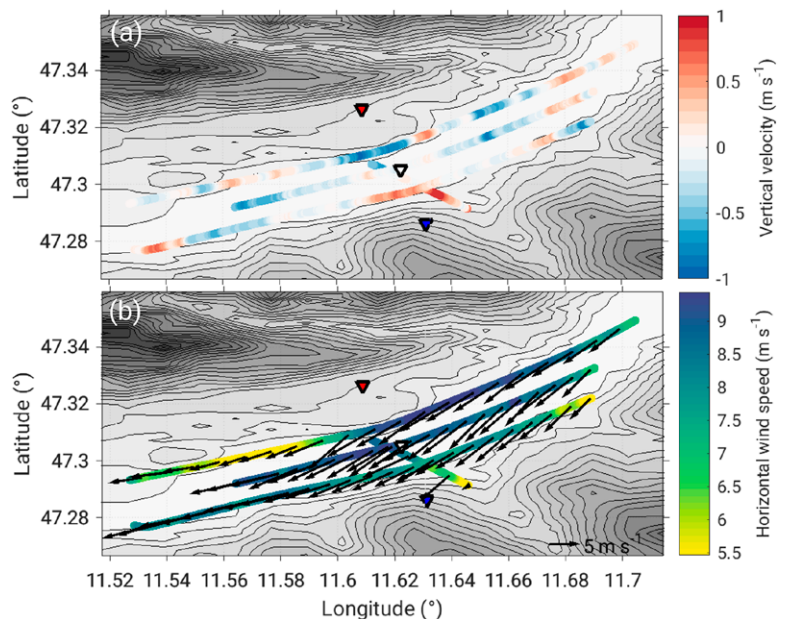 (a)
47.34
47.32
47.3
47.28
Latitude (°)
1
0.5
0
-0.5
-1
Vertical velocity (m s⁻¹)
(b)
47.34
47.32
47.3
47.28
Latitude (°)
5 m s⁻¹
9
8.5
8
7.5
7
6.5
6
5.5
Horizontal wind speed (m s⁻¹)
11.52 11.54 11.56 11.58 11.6 11.62 11.64 11.66 11.68 11.7
Longitude (°)